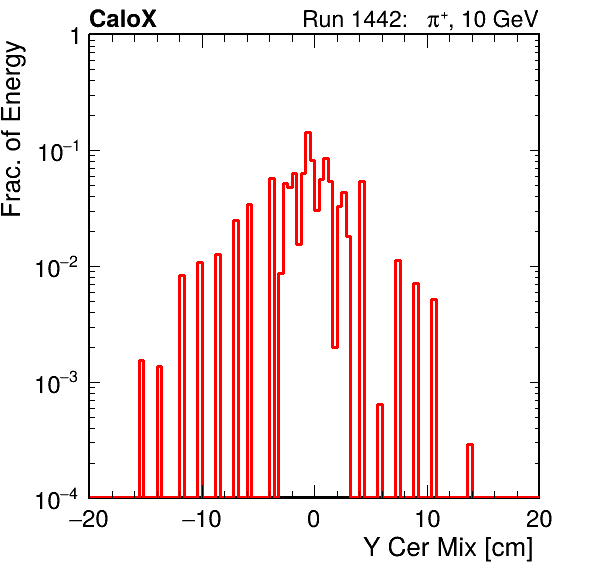 CaloX Run 1442: π⁺, 10 GeV
Frac. of Energy
1
10⁻¹
10⁻²
10⁻³
10⁻⁴
−20 −10 0 10 20
Y Cer Mix [cm]